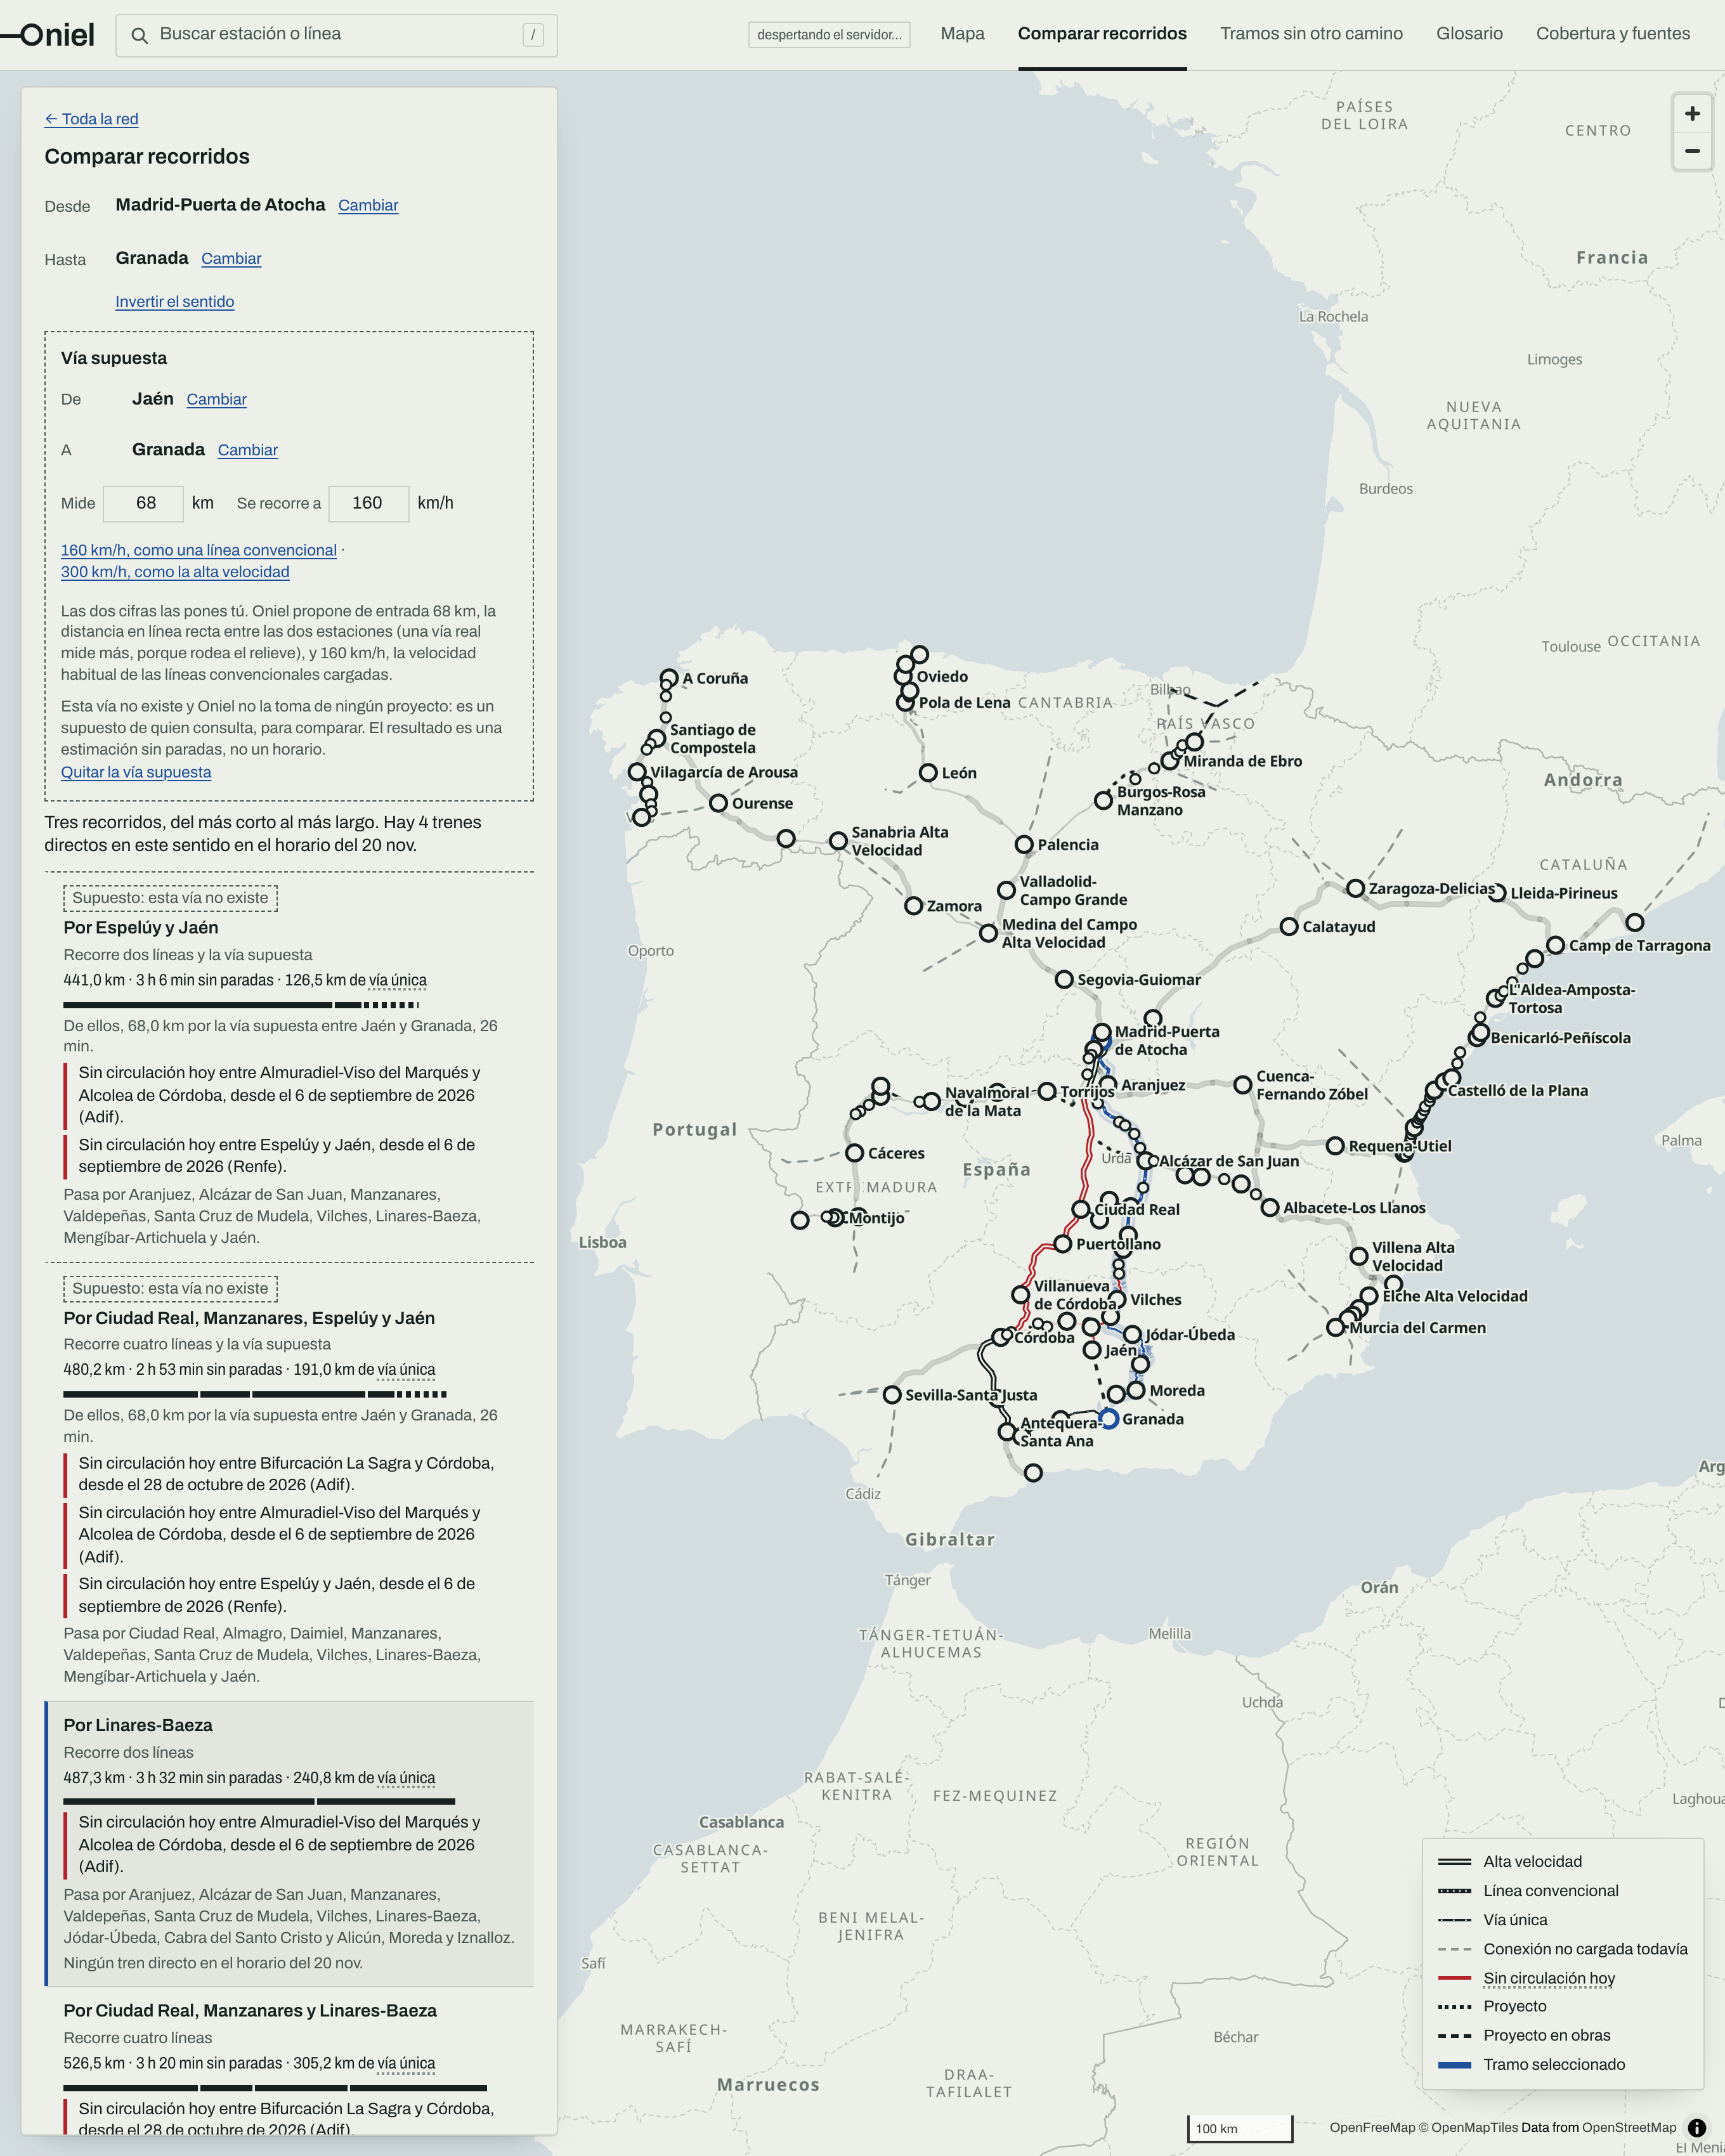 Oniel
Buscar estación o línea
/
despertando el servidor...
Mapa
Comparar recorridos
Tramos sin otro camino
Glosario
Cobertura y fuentes
← Toda la red
Comparar recorridos
Desde Madrid-Puerta de Atocha Cambiar
Hasta Granada Cambiar
Invertir el sentido
Vía supuesta
De Jaén Cambiar
A Granada Cambiar
Mide 68 km Se recorre a 160 km/h
160 km/h, como una línea convencional ·
300 km/h, como la alta velocidad
Las dos cifras las pones tú. Oniel propone de entrada 68 km, la
distancia en línea recta entre las dos estaciones (una vía real
mide más, porque rodea el relieve), y 160 km/h, la velocidad
habitual de las líneas convencionales cargadas.
Esta vía no existe y Oniel no la toma de ningún proyecto: es un
supuesto de quien consulta, para comparar. El resultado es una
estimación sin paradas, no un horario.
Quitar la vía supuesta
Tres recorridos, del más corto al más largo. Hay 4 trenes
directos en este sentido en el horario del 20 nov.
Supuesto: esta vía no existe
Por Espelúy y Jaén
Recorre dos líneas y la vía supuesta
441,0 km · 3 h 6 min sin paradas · 126,5 km de vía única
De ellos, 68,0 km por la vía supuesta entre Jaén y Granada, 26
min.
Sin circulación hoy entre Almuradiel-Viso del Marqués y
Alcolea de Córdoba, desde el 6 de septiembre de 2026
(Adif).
Sin circulación hoy entre Espelúy y Jaén, desde el 6 de
septiembre de 2026 (Renfe).
Pasa por Aranjuez, Alcázar de San Juan, Manzanares,
Valdepeñas, Santa Cruz de Mudela, Vilches, Linares-Baeza,
Mengíbar-Artichuela y Jaén.
Supuesto: esta vía no existe
Por Ciudad Real, Manzanares, Espelúy y Jaén
Recorre cuatro líneas y la vía supuesta
480,2 km · 2 h 53 min sin paradas · 191,0 km de vía única
De ellos, 68,0 km por la vía supuesta entre Jaén y Granada, 26
min.
Sin circulación hoy entre Bifurcación La Sagra y Córdoba,
desde el 28 de octubre de 2026 (Adif).
Sin circulación hoy entre Almuradiel-Viso del Marqués y
Alcolea de Córdoba, desde el 6 de septiembre de 2026
(Adif).
Sin circulación hoy entre Espelúy y Jaén, desde el 6 de
septiembre de 2026 (Renfe).
Pasa por Ciudad Real, Almagro, Daimiel, Manzanares,
Valdepeñas, Santa Cruz de Mudela, Vilches, Linares-Baeza,
Mengíbar-Artichuela y Jaén.
Por Linares-Baeza
Recorre dos líneas
487,3 km · 3 h 32 min sin paradas · 240,8 km de vía única
Sin circulación hoy entre Almuradiel-Viso del Marqués y
Alcolea de Córdoba, desde el 6 de septiembre de 2026
(Adif).
Pasa por Aranjuez, Alcázar de San Juan, Manzanares,
Valdepeñas, Santa Cruz de Mudela, Vilches, Linares-Baeza,
Jódar-Úbeda, Cabra del Santo Cristo y Alicún, Moreda y Iznalloz.
Ningún tren directo en el horario del 20 nov.
Por Ciudad Real, Manzanares y Linares-Baeza
Recorre cuatro líneas
526,5 km · 3 h 20 min sin paradas · 305,2 km de vía única
Sin circulación hoy entre Bifurcación La Sagra y Córdoba,
desde el 28 de octubre de 2026 (Adif).
+
−
PAÍSES
DEL LOIRA
CENTRO
Francia
La Rochela
Limoges
NUEVA
AQUITANIA
Burdeos
Toulouse
OCCITANIA
A Coruña
Oviedo
Pola de Lena
CANTABRIA
Bilbao
PAÍS VASCO
Santiago de
Compostela
Miranda de Ebro
Vilagarcía de Arousa
León
Andorra
Ourense
Burgos-Rosa
Manzano
Sanabria Alta
Velocidad
Palencia
CATALUÑA
Valladolid-
Campo Grande
Zaragoza-Delicias
Lleida-Pirineus
Zamora
Medina del Campo
Alta Velocidad
Calatayud
Camp de Tarragona
Oporto
Segovia-Guiomar
L'Aldea-Amposta-
Tortosa
Madrid-Puerta
de Atocha
Benicarló-Peñíscola
Navalmoral
de la Mata
Torrijos
Aranjuez
Cuenca-
Fernando Zóbel
Castelló de la Plana
Portugal
Cáceres
España
Urda
Alcázar de San Juan
Requena-Utiel
Palma
EXTREMADURA
Montijo
Ciudad Real
Albacete-Los Llanos
Lisboa
Puertollano
Villena Alta
Velocidad
Villanueva
de Córdoba
Vilches
Elche Alta Velocidad
Córdoba
Jódar-Úbeda
Murcia del Carmen
Jaén
Sevilla-Santa Justa
Moreda
Antequera-
Santa Ana
Granada
Cádiz
Arg
Gibraltar
Tánger
Orán
TÁNGER-TETUÁN-
ALHUCEMAS
Melilla
Uchda
RABAT-SALÉ-
KENITRA
FEZ-MEQUINEZ
Laghoua
Casablanca
CASABLANCA-
SETTAT
REGIÓN
ORIENTAL
BENI MELAL-
JENIFRA
Safí
MARRAKECH-
SAFÍ
Béchar
Marruecos
DRAA-
TAFILALET
Alta velocidad
Línea convencional
Vía única
Conexión no cargada todavía
Sin circulación hoy
Proyecto
Proyecto en obras
Tramo seleccionado
100 km
OpenFreeMap © OpenMapTiles Data from OpenStreetMap
El Meni